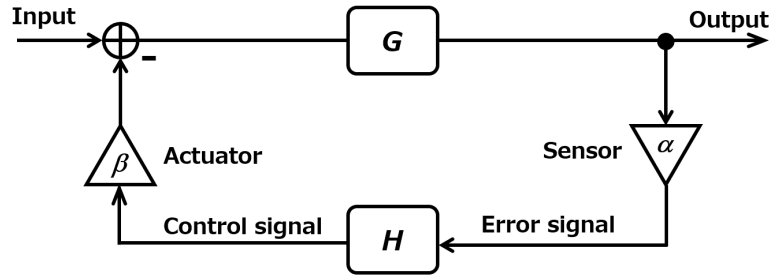 Input
Output
G
-
β
Actuator
Sensor
α
Control signal
H
Error signal